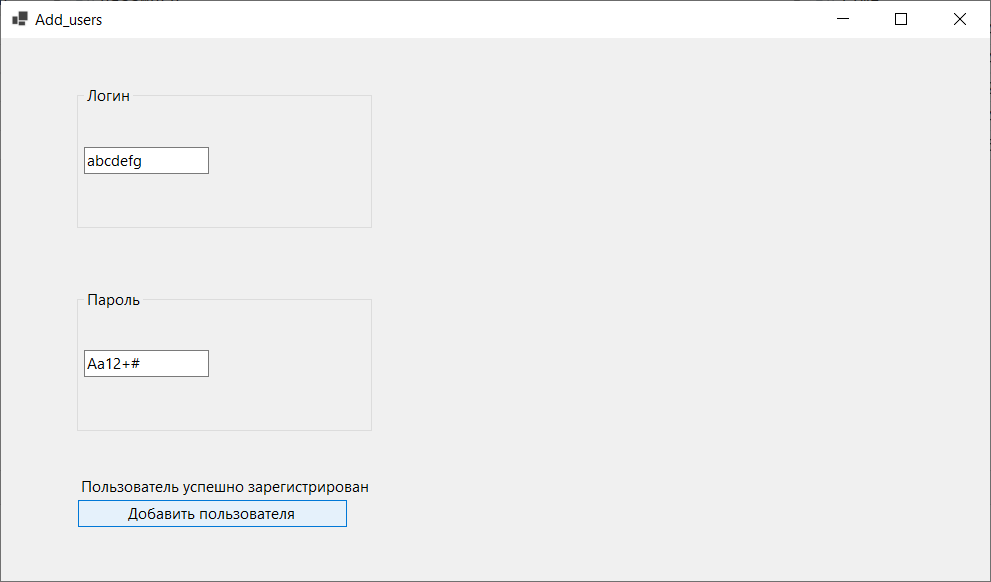 Add_users
Логин
abcdefg
Пароль
Aa12+#
Пользователь успешно зарегистрирован
Добавить пользователя